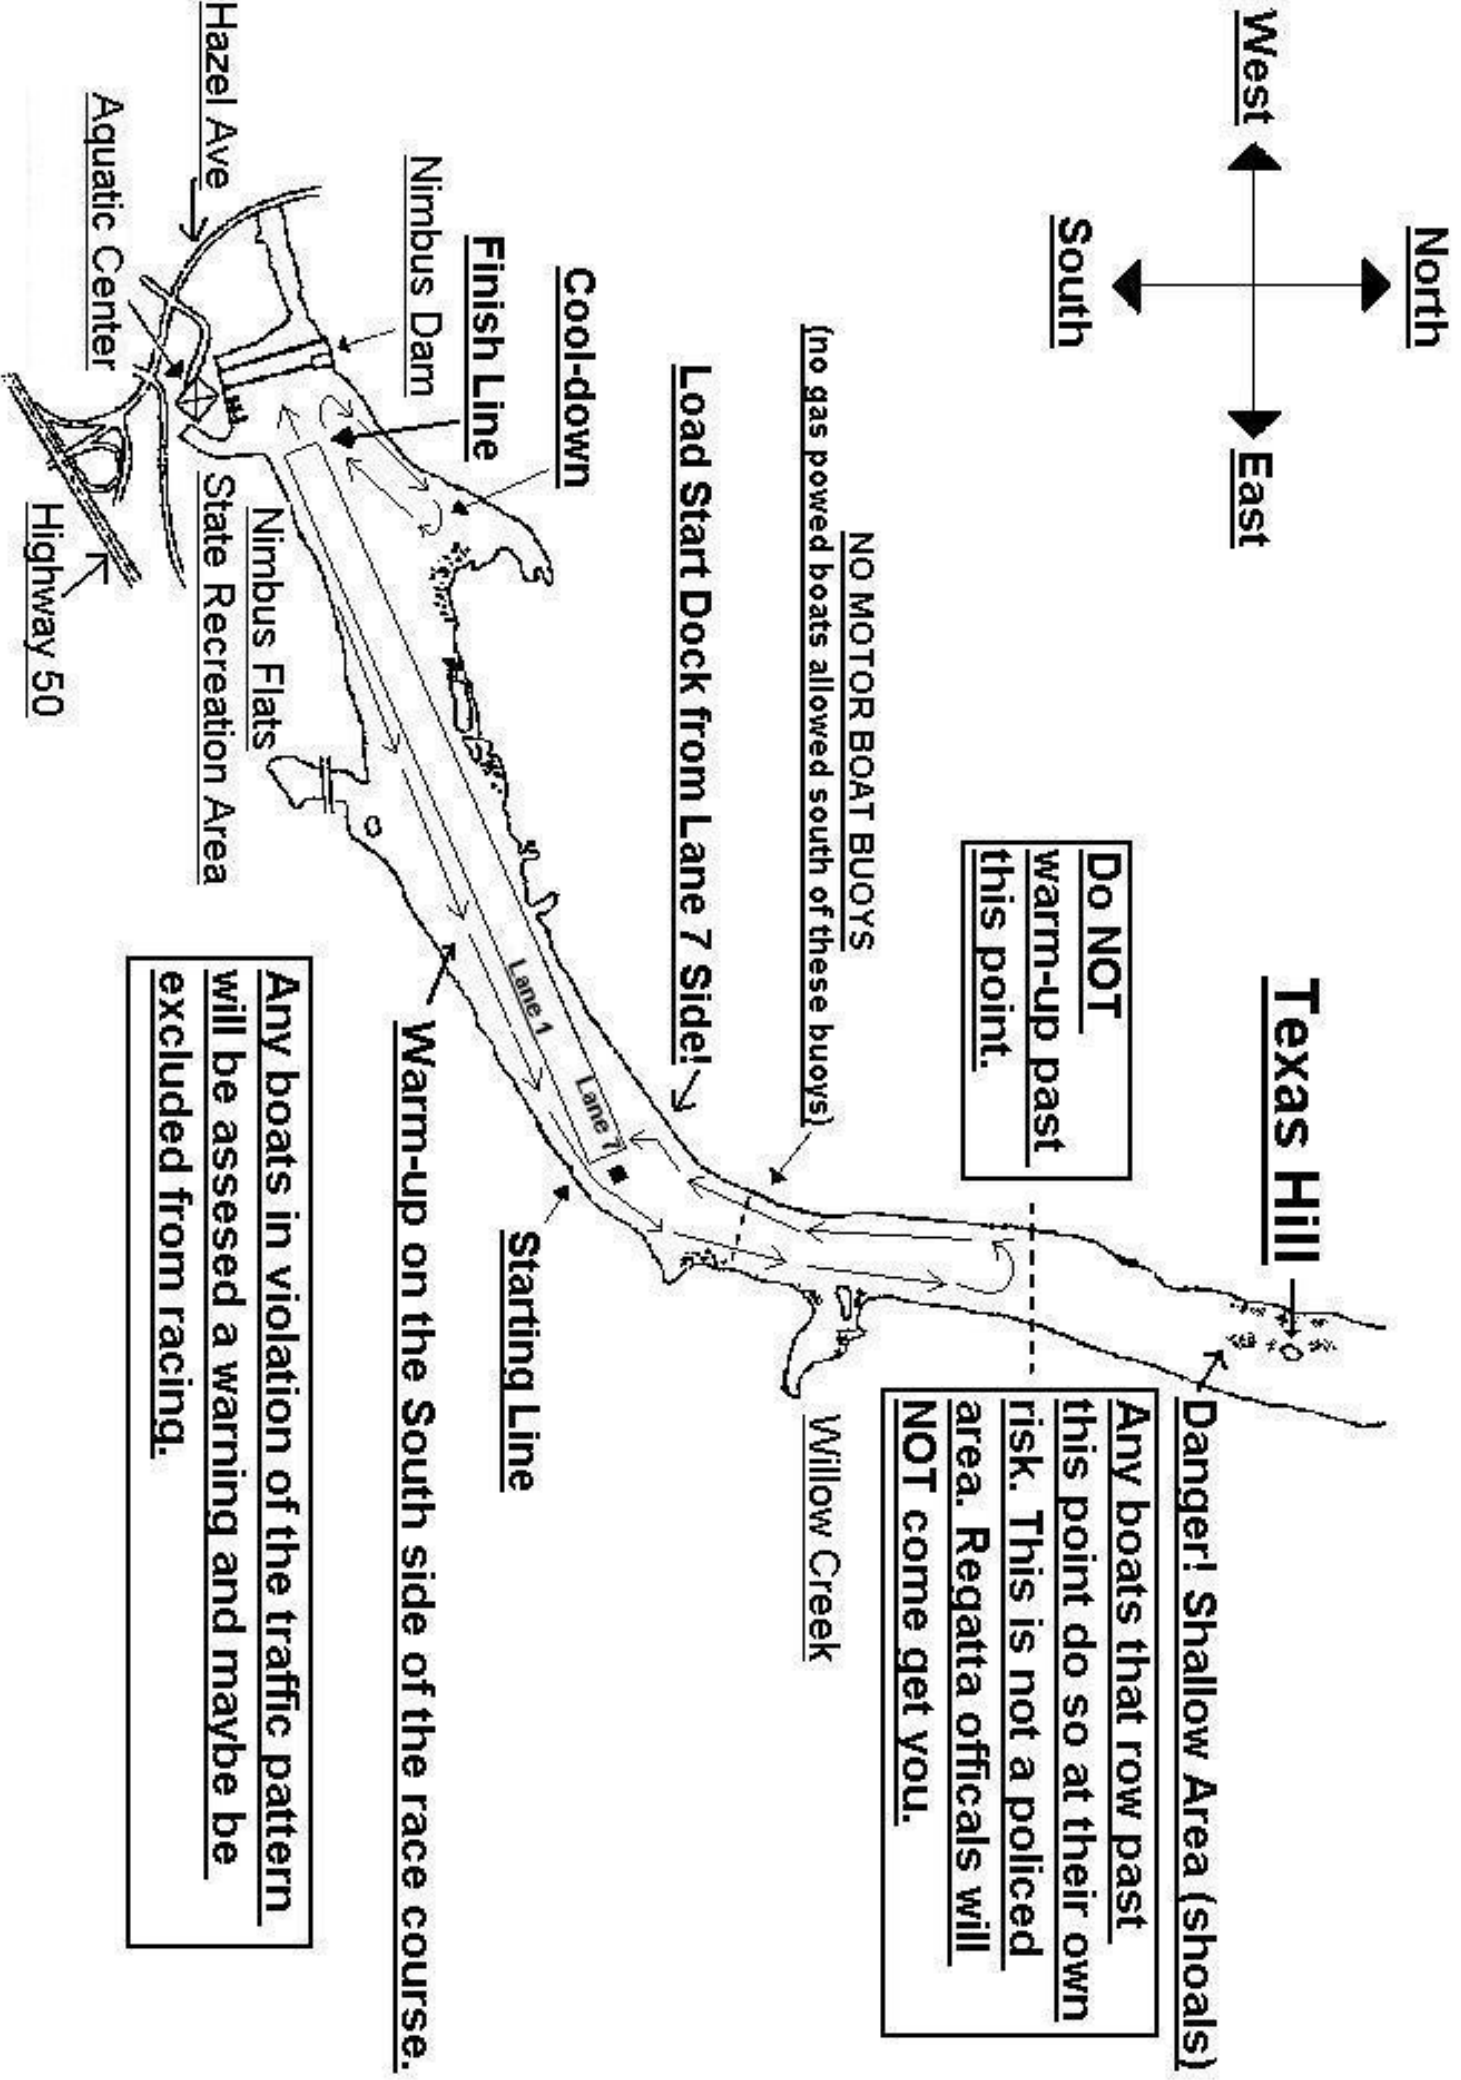 North
West
East
South
Texas Hill
Do NOT
warm-up past
this point.
Danger! Shallow Area (shoals)
Any boats that row past
this point do so at their own
risk. This is not a policed
area. Regatta officals will
NOT come get you.
NO MOTOR BOAT BUOYS
(no gas powed boats allowed south of these buoys)
Willow Creek
Load Start Dock from Lane 7 Side!
Cool-down
Finish Line
Nimbus Dam
Lane 7
Lane 1
Starting Line
Warm-up on the South side of the race course.
Hazel Ave
Aquatic Center
Nimbus Flats
State Recreation Area
Highway 50
Any boats in violation of the traffic pattern
will be assesed a warning and maybe be
excluded from racing.